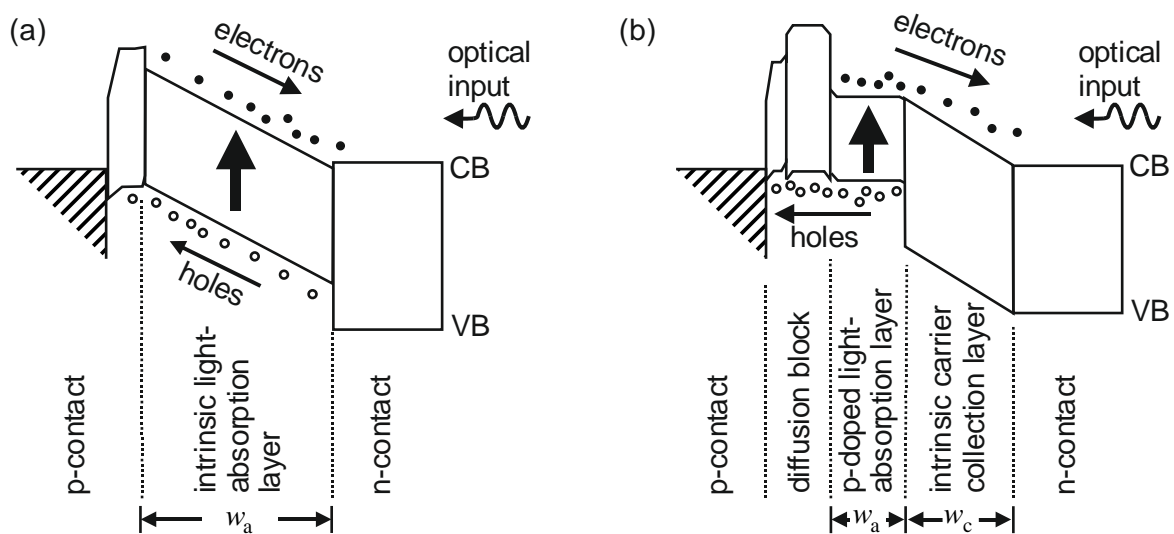 (a)
electrons
optical
input
CB
holes
VB
p-contact
intrinsic light-
absorption
layer
n-contact
wa
(b)
electrons
optical
input
CB
holes
VB
p-contact
diffusion block
p-doped light-
absorption layer
intrinsic carrier
collection layer
n-contact
wa
wc